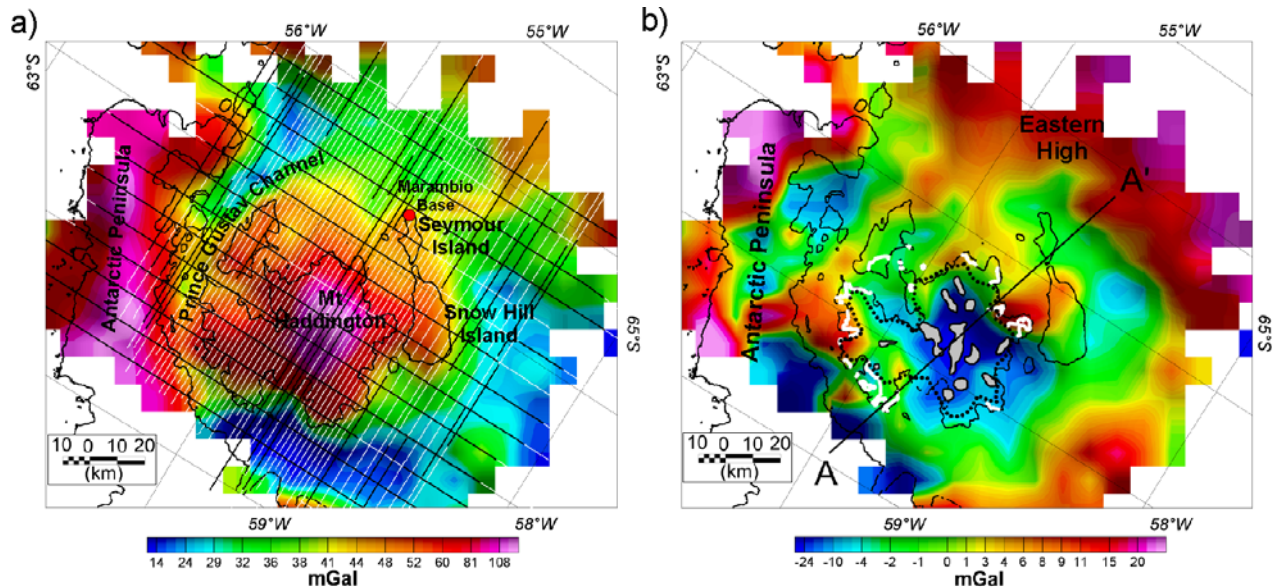 a)
56°W
55°W
63°S
Antarctic Peninsula
Prince Gustav Channel
Marambio
Base
Seymour
Island
Mt
Haddington
Snow Hill
Island
65°S
10 0 10 20
(km)
59°W
58°W
14 24 29 32 36 38 41 44 48 52 60 81 108
mGal
b)
56°W
55°W
63°S
Eastern
High
A'
Antarctic Peninsula
65°S
10 0 10 20
(km)
A
59°W
58°W
-24 -10 -4 -2 -1 0 1 3 4 6 8 9 11 15 20
mGal